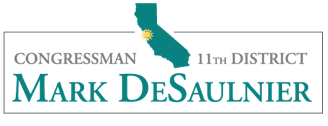 CONGRESSMAN 11TH DISTRICT
MARK DESAULNIER